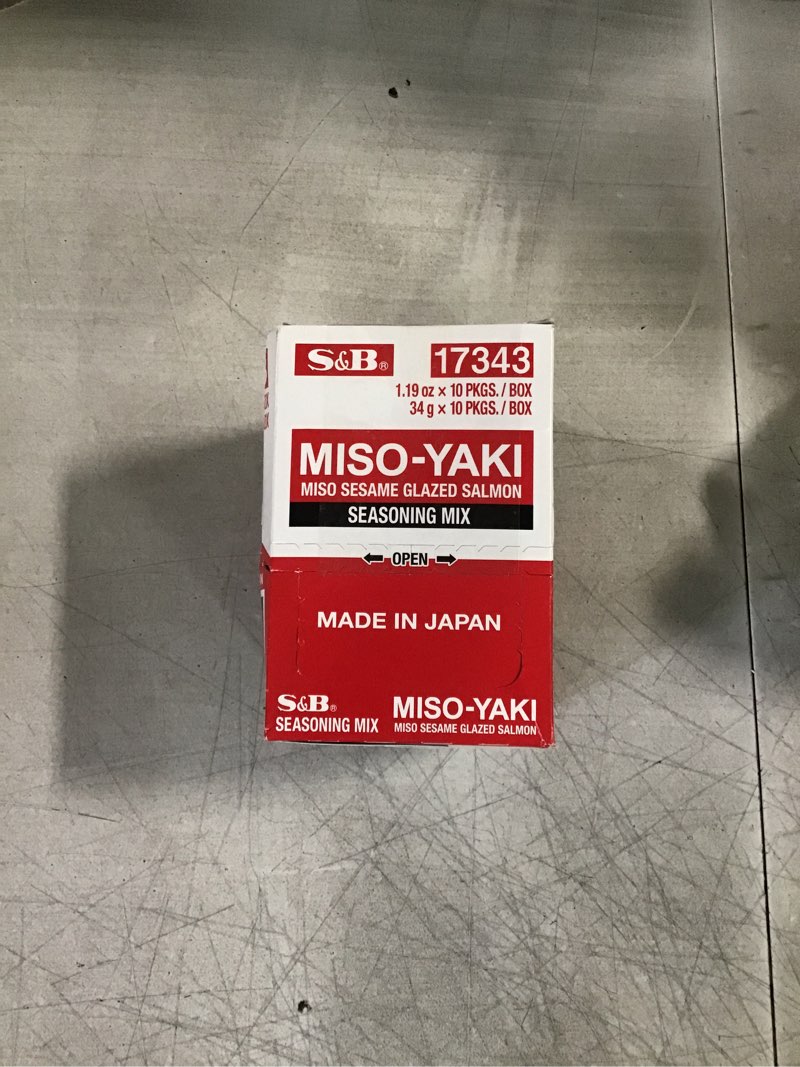 S&B® 17343
1.19 oz × 10 PKGS. / BOX
34 g × 10 PKGS. / BOX
MISO-YAKI
MISO SESAME GLAZED SALMON
SEASONING MIX
OPEN
MADE IN JAPAN
S&B® MISO-YAKI
SEASONING MIX MISO SESAME GLAZED SALMON